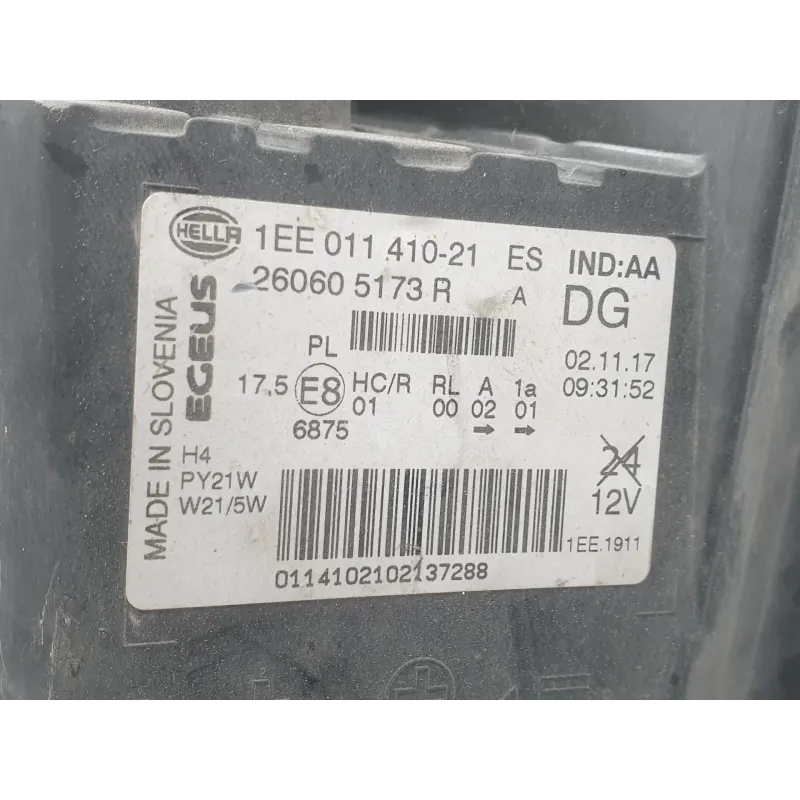 HELLA 1EE 011 410-21 ES IND:AA
26060 5173 R A DG
MADE IN SLOVENIA
EGEUS
PL
02.11.17
17,5 E8 HC/R RL A 1a 09:31:52
01 00 02 01
6875 → →
H4
PY21W
W21/5W
24
12V
1EE.1911
0114102102137288